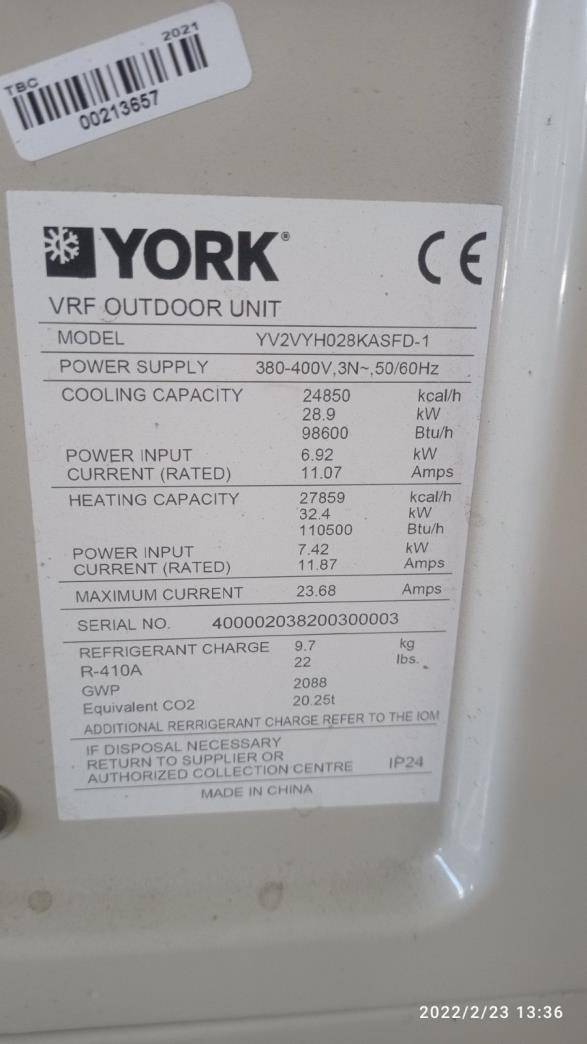 TBC 2021
00213657
YORK®
CE
VRF OUTDOOR UNIT
MODEL YV2VYH028KASFD-1
POWER SUPPLY 380-400V,3N~,50/60Hz
COOLING CAPACITY 24850 kcal/h
28.9 kW
98600 Btu/h
POWER INPUT 6.92 kW
CURRENT (RATED) 11.07 Amps
HEATING CAPACITY 27859 kcal/h
32.4 kW
110500 Btu/h
POWER INPUT 7.42 kW
CURRENT (RATED) 11.87 Amps
MAXIMUM CURRENT 23.68 Amps
SERIAL NO. 400002038200300003
REFRIGERANT CHARGE 9.7 kg
R-410A 22 lbs.
GWP 2088
Equivalent CO2 20.25t
ADDITIONAL RERRIGERANT CHARGE REFER TO THE IOM
IF DISPOSAL NECESSARY
RETURN TO SUPPLIER OR
AUTHORIZED COLLECTION CENTRE IP24
MADE IN CHINA
2022/2/23 13:36